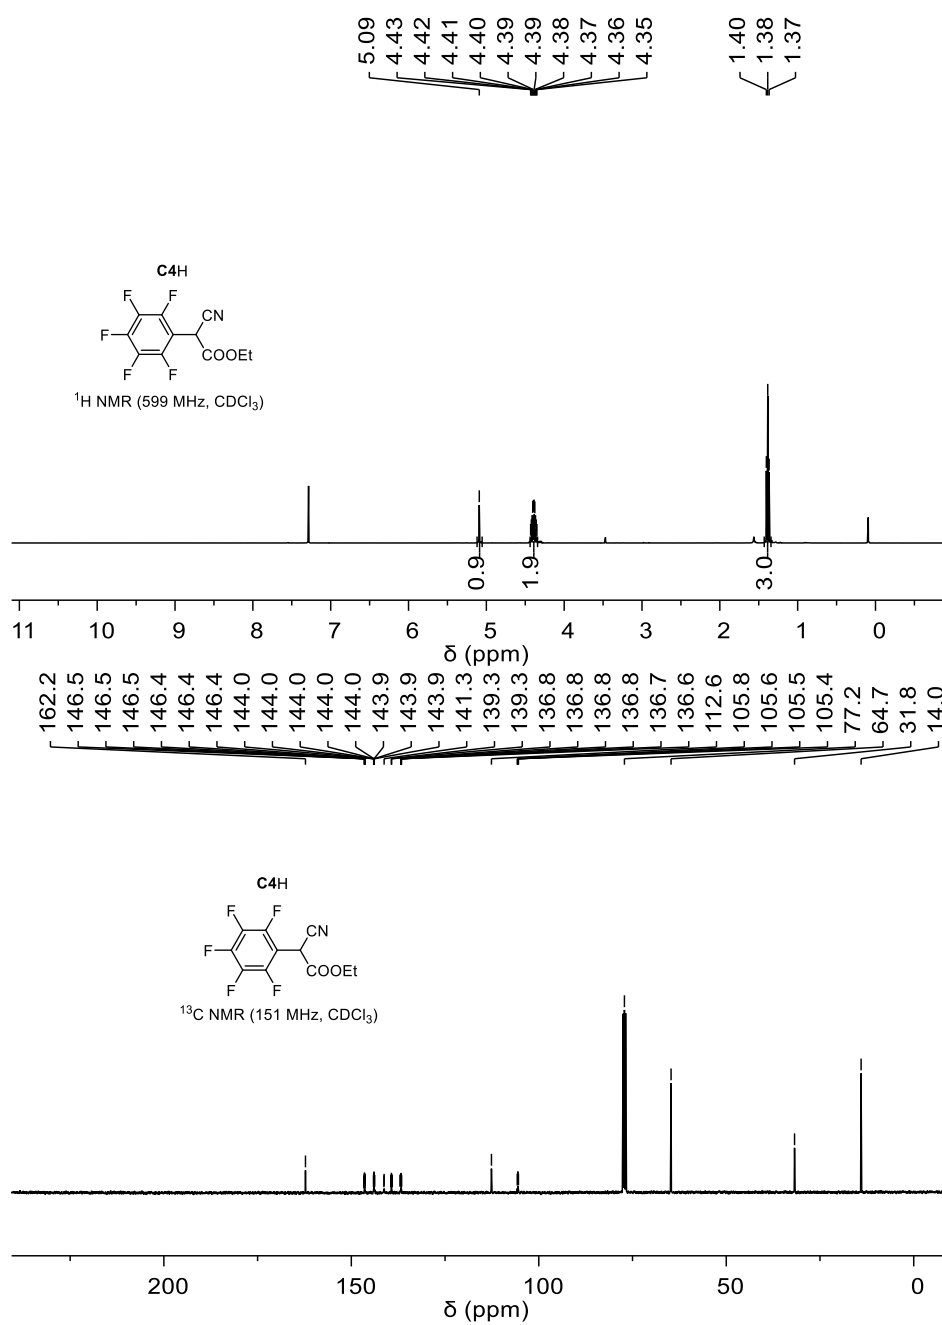 5.09 4.43 4.42 4.41 4.40 4.39 4.39 4.38 4.37 4.36 4.35 1.40 1.38 1.37
C4H
F F
CN
F
COOEt
F F
¹H NMR (599 MHz, CDCl₃)
0.9 1.9 3.0
11 10 9 8 7 6 5 4 3 2 1 0
δ (ppm)
162.2 146.5 146.5 146.5 146.4 146.4 146.4 144.0 144.0 144.0 144.0 144.0 143.9 143.9 143.9 141.3 139.3 139.3 136.8 136.8 136.8 136.8 136.7 136.6 112.6 105.8 105.6 105.5 105.4 77.2 64.7 31.8 14.0
C4H
F F
CN
F
COOEt
F F
¹³C NMR (151 MHz, CDCl₃)
200 150 100 50 0
δ (ppm)